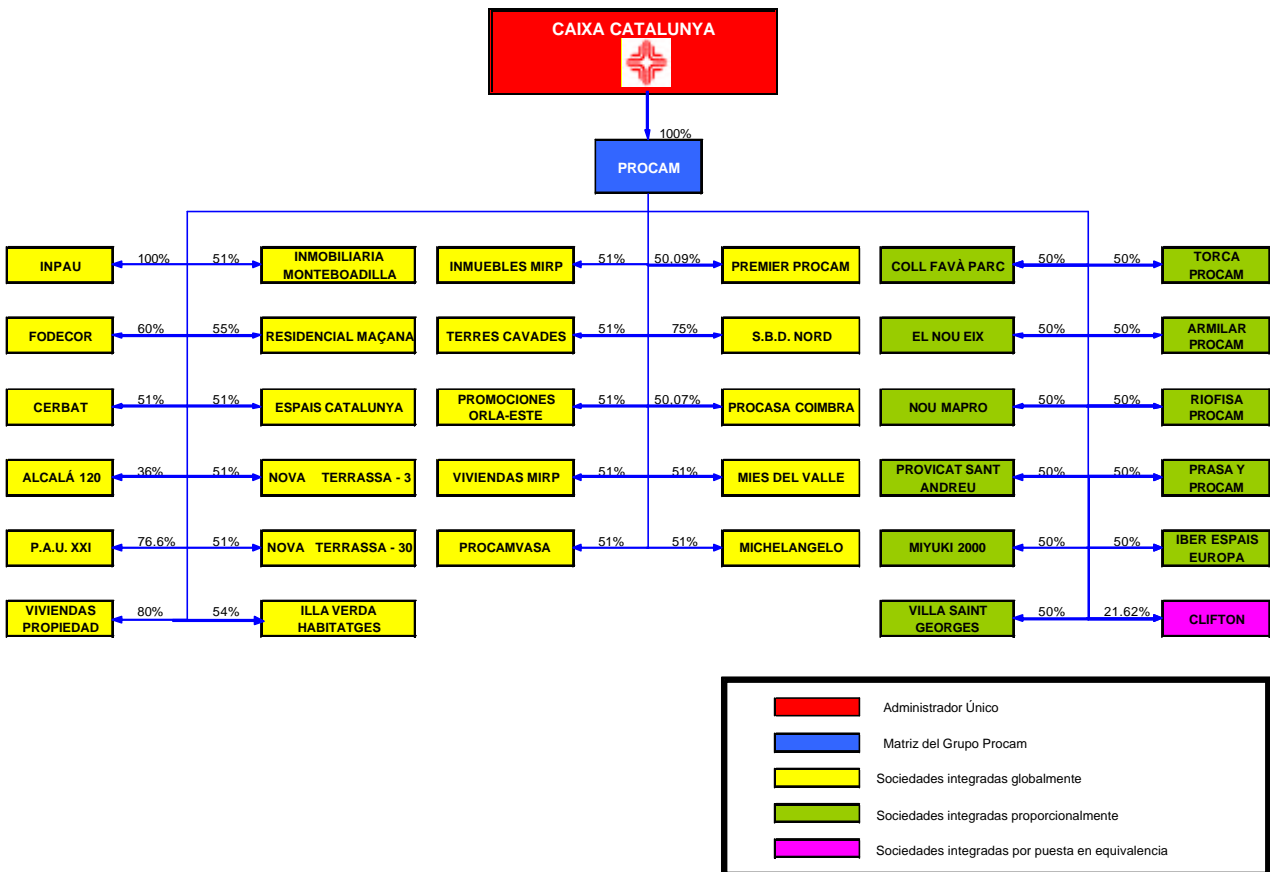 CAIXA CATALUNYA
100%
PROCAM
INPAU
100%
51%
INMOBILIARIA
MONTEBOADILLA
INMUEBLES MIRP
51%
50,09%
PREMIER PROCAM
COLL FAVÀ PARC
50%
50%
TORCA
PROCAM
FODECOR
60%
55%
RESIDENCIAL MAÇANA
TERRES CAVADES
51%
75%
S.B.D. NORD
EL NOU EIX
50%
50%
ARMILAR
PROCAM
CERBAT
51%
51%
ESPAIS CATALUNYA
PROMOCIONES
ORLA-ESTE
51%
50,07%
PROCASA COIMBRA
NOU MAPRO
50%
50%
RIOFISA
PROCAM
ALCALÁ 120
36%
51%
NOVA TERRASSA - 3
VIVIENDAS MIRP
51%
51%
MIES DEL VALLE
PROVICAT SANT
ANDREU
50%
50%
PRASA Y
PROCAM
P.A.U. XXI
76.6%
51%
NOVA TERRASSA - 30
PROCAMVASA
51%
51%
MICHELANGELO
MIYUKI 2000
50%
50%
IBER ESPAIS
EUROPA
VIVIENDAS
PROPIEDAD
80%
54%
ILLA VERDA
HABITATGES
VILLA SAINT
GEORGES
50%
21.62%
CLIFTON
Administrador Único
Matriz del Grupo Procam
Sociedades integradas globalmente
Sociedades integradas proporcionalmente
Sociedades integradas por puesta en equivalencia